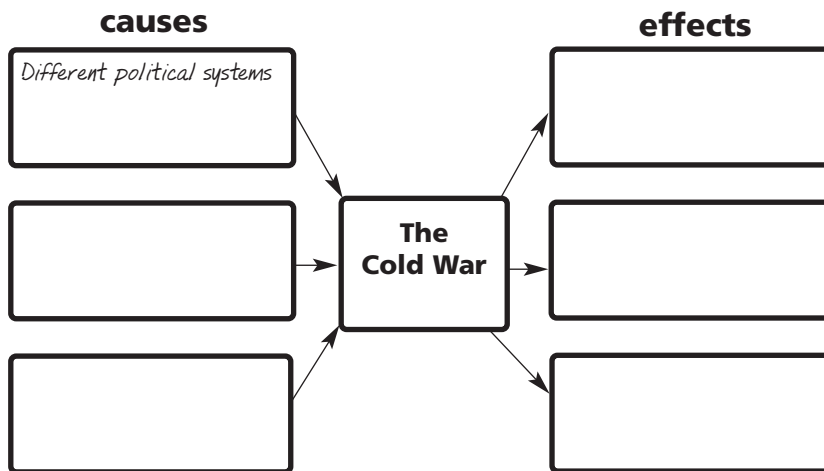 causes
effects
Different political systems
The
Cold War